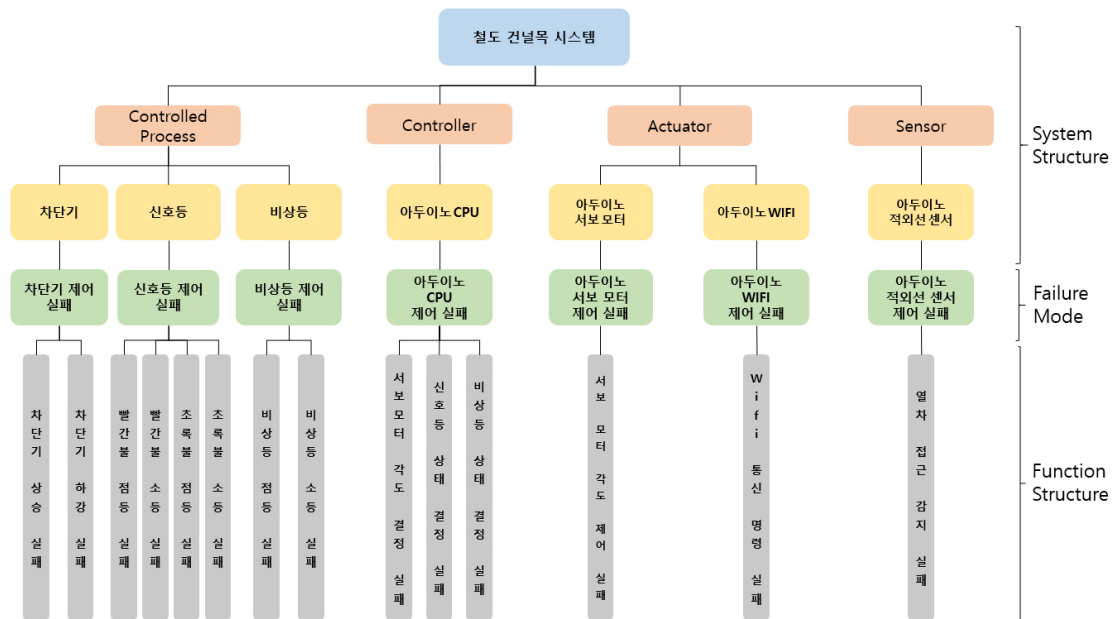 철도 건널목 시스템
Controlled
Process
Controller
Actuator
Sensor
System
Structure
차단기
신호등
비상등
아두이노 CPU
아두이노
서보 모터
아두이노 WIFI
아두이노
적외선 센서
차단기 제어
실패
신호등 제어
실패
비상등 제어
실패
아두이노
CPU
제어 실패
아두이노
서보 모터
제어 실패
아두이노
WIFI
제어 실패
아두이노
적외선 센서
제어 실패
Failure
Mode
차단기 상승 실패
차단기 하강 실패
빨간불 점등 실패
빨간불 소등 실패
초록불 점등 실패
초록불 소등 실패
비상등 점등 실패
비상등 소등 실패
서보모터 각도 결정 실패
신호등 상태 결정 실패
비상등 상태 결정 실패
서보 모터 각도 제어 실패
Wifi 통신 명령 실패
열차 접근 감지 실패
Function
Structure